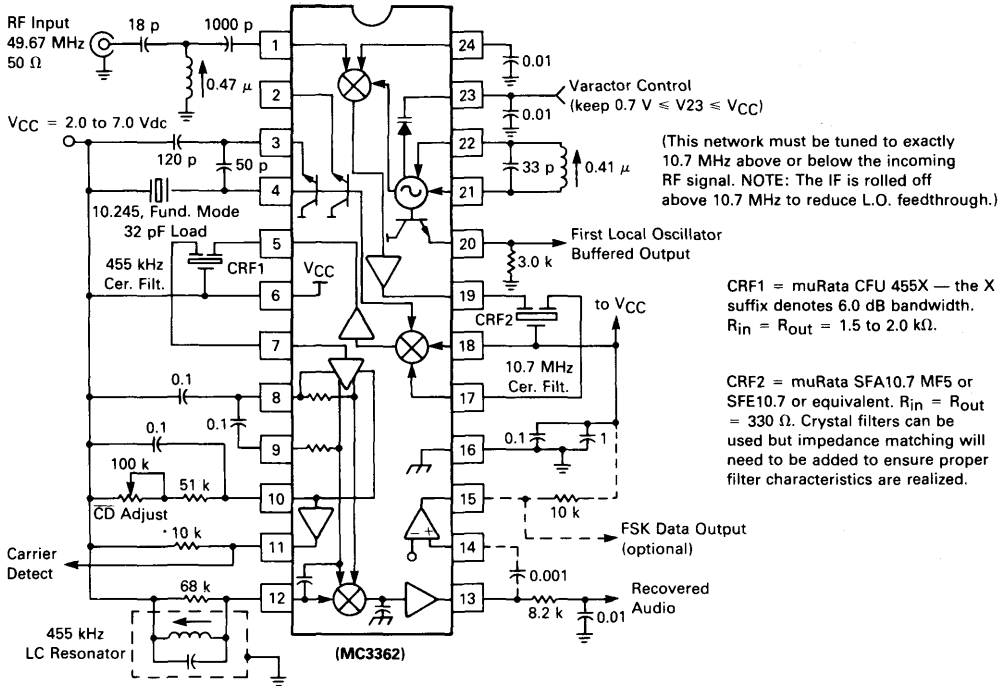 RF Input
49.67 MHz
50 Ω
18 p
1000 p
0.47 μ
VCC = 2.0 to 7.0 Vdc
120 p
50 p
10.245, Fund. Mode
32 pF Load
455 kHz
Cer. Filt.
CRF1
VCC
0.1
0.1
0.1
100 k
51 k
CD Adjust
10 k
Carrier
Detect
68 k
455 kHz
LC Resonator
1
2
3
4
5
6
7
8
9
10
11
12
(MC3362)
24
23
22
21
20
19
18
17
16
15
14
13
0.01
Varactor Control
(keep 0.7 V ≤ V23 ≤ VCC)
0.01
33 p
0.41 μ
(This network must be tuned to exactly
10.7 MHz above or below the incoming
RF signal. NOTE: The IF is rolled off
above 10.7 MHz to reduce L.O. feedthrough.)
First Local Oscillator
Buffered Output
3.0 k
to VCC
CRF2
10.7 MHz
Cer. Filt.
0.1
1
10 k
FSK Data Output
(optional)
0.001
8.2 k
0.01
Recovered
Audio
CRF1 = muRata CFU 455X — the X
suffix denotes 6.0 dB bandwidth.
Rin = Rout = 1.5 to 2.0 kΩ.
CRF2 = muRata SFA10.7 MF5 or
SFE10.7 or equivalent. Rin = Rout
= 330 Ω. Crystal filters can be
used but impedance matching will
need to be added to ensure proper
filter characteristics are realized.